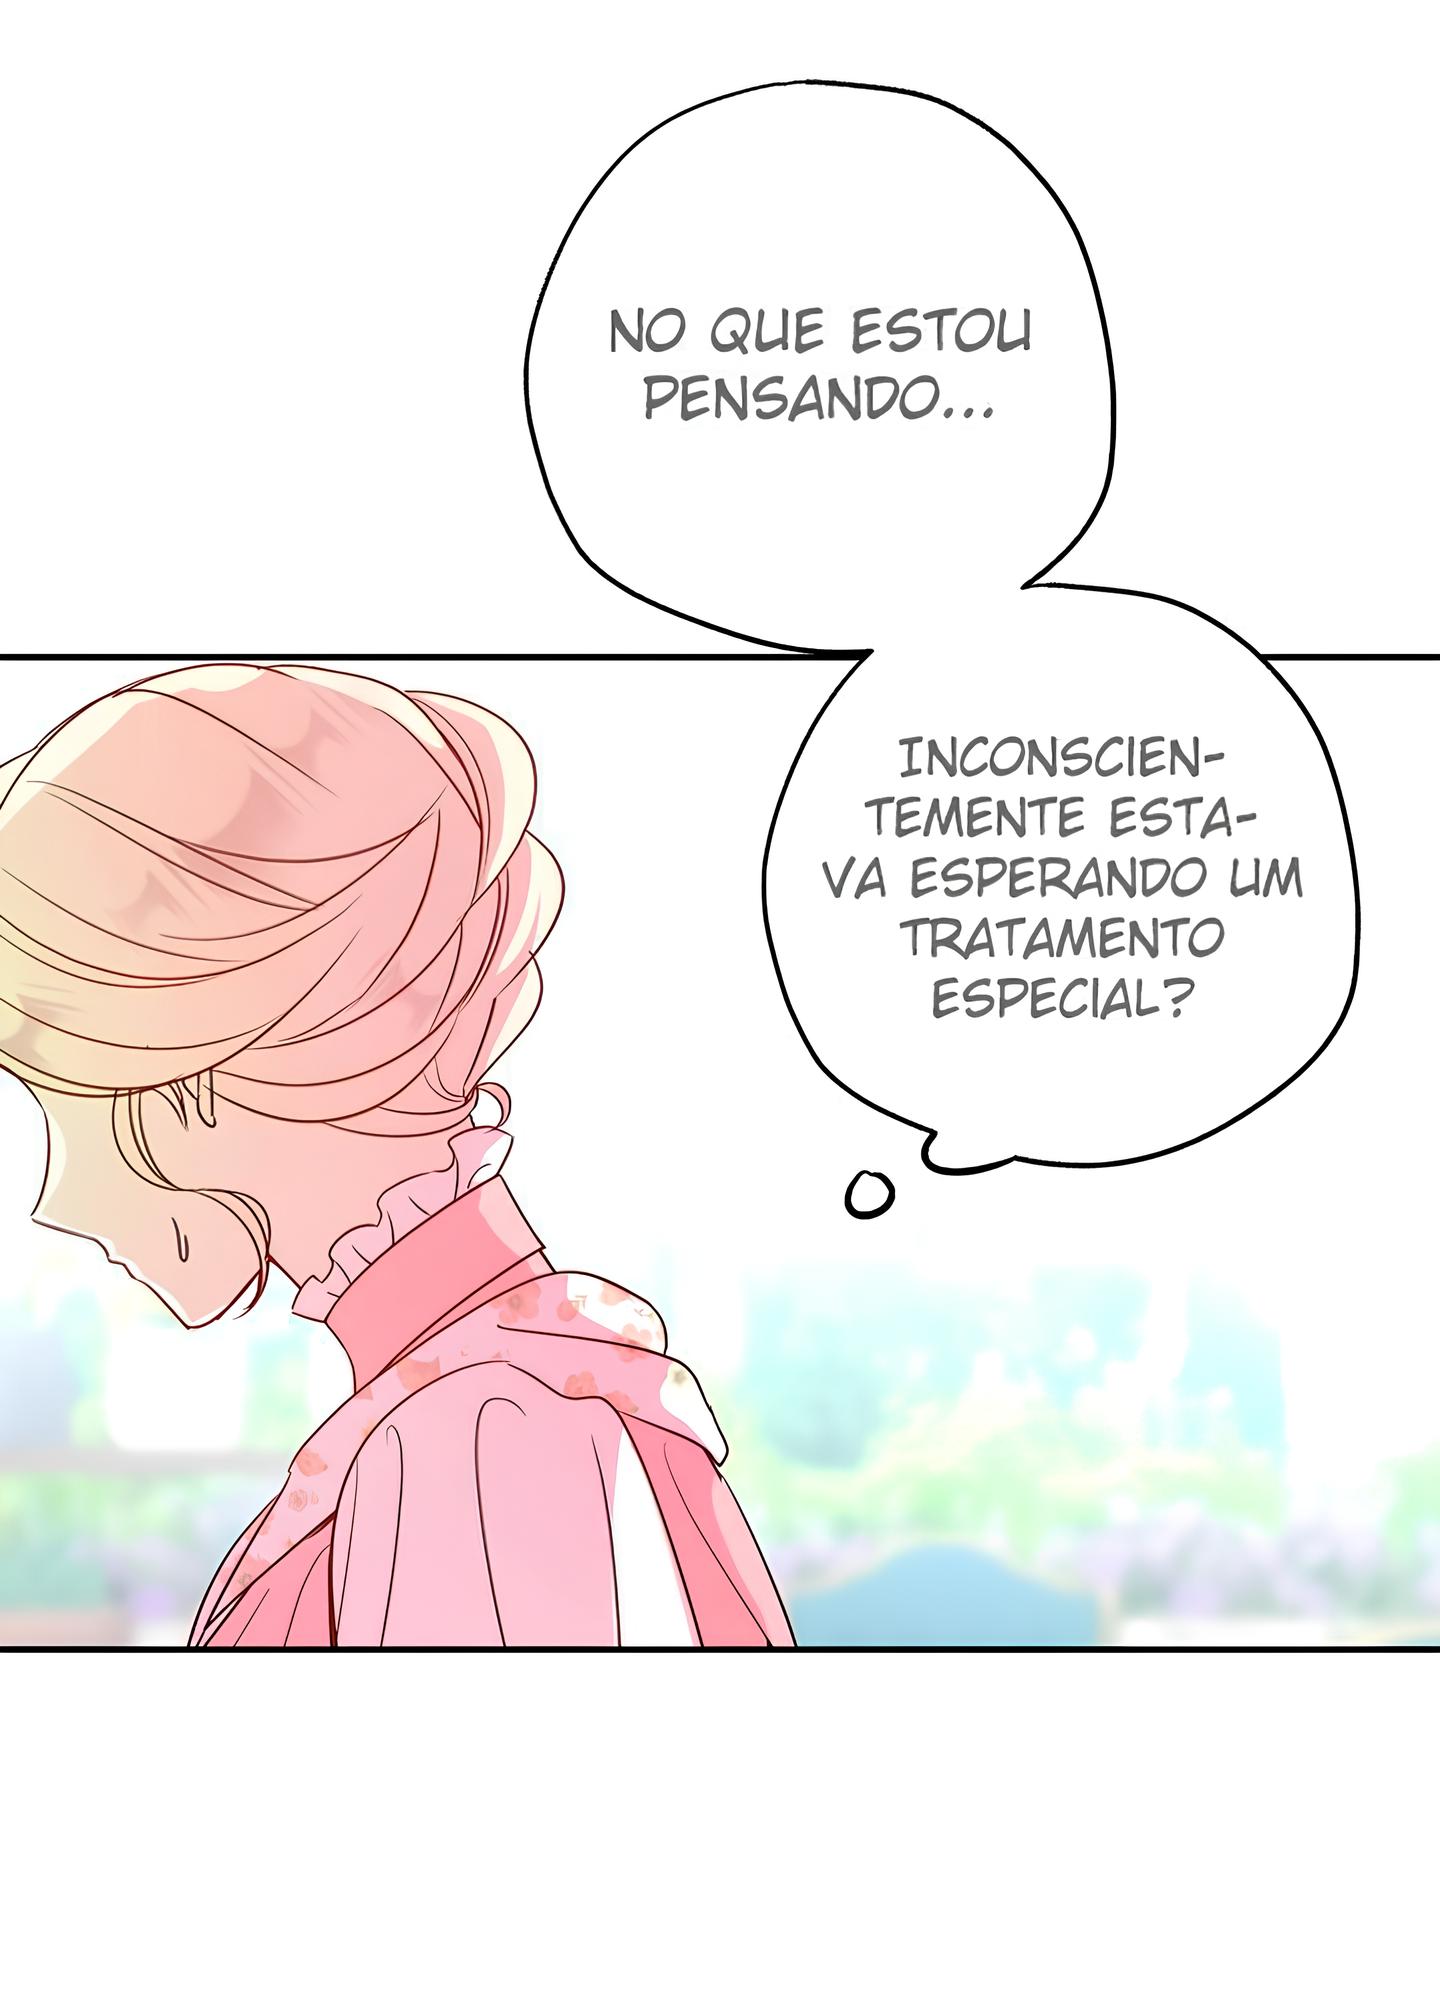 NO QUE ESTOU
PENSANDO...
INCONSCIEN-
TEMENTE ESTA-
VA ESPERANDO UM
TRATAMENTO
ESPECIAL?